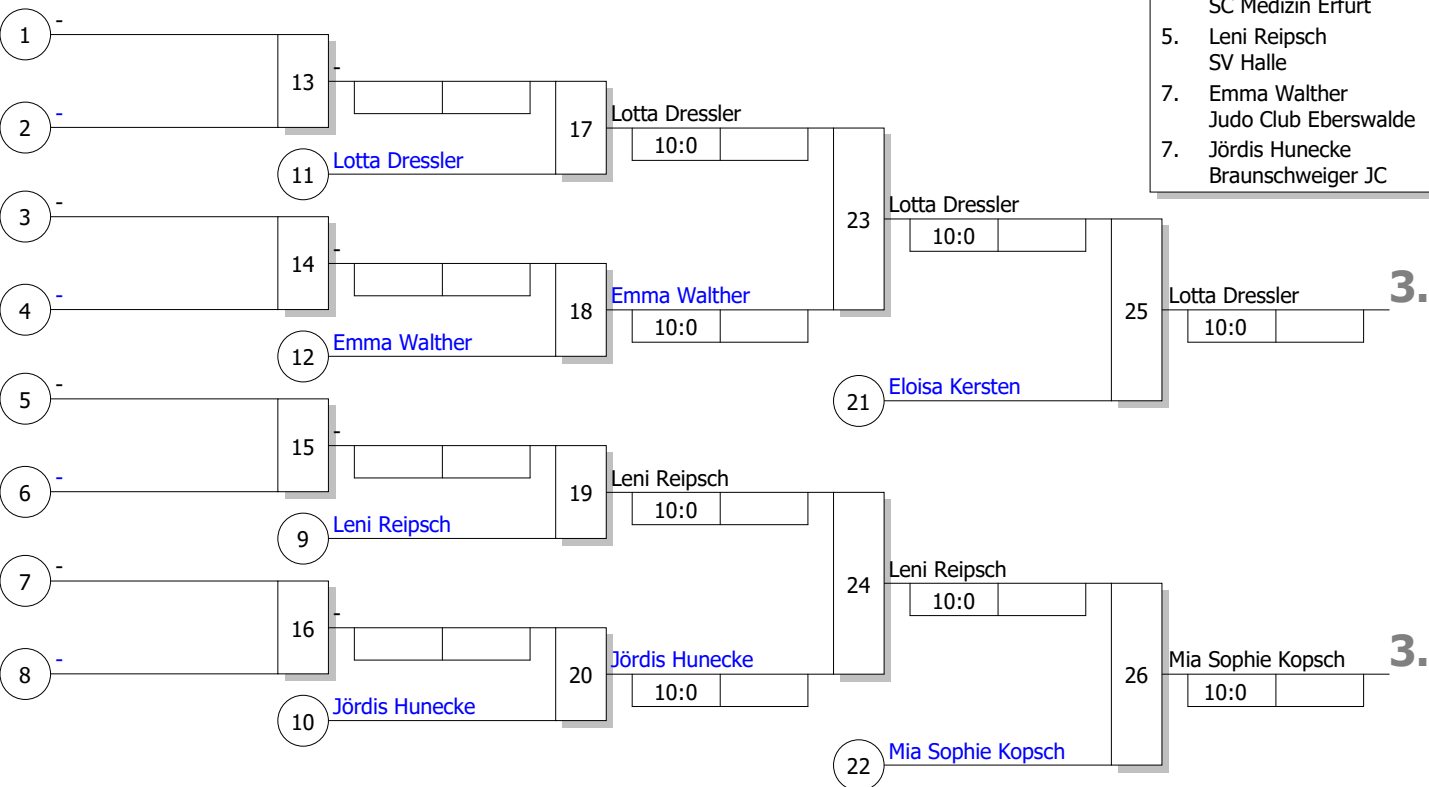 SC Medizin Erfurt
5. Leni Reipsch
SV Halle
7. Emma Walther
Judo Club Eberswalde
7. Jördis Hunecke
Braunschweiger JC
1 -
2 -
13 -
11 Lotta Dressler
17 Lotta Dressler
10:0
3 -
4 -
14 -
12 Emma Walther
18 Emma Walther
10:0
23 Lotta Dressler
10:0
21 Eloisa Kersten
25 Lotta Dressler 3.
10:0
5 -
6 -
15 -
9 Leni Reipsch
19 Leni Reipsch
10:0
7 -
8 -
16 -
10 Jördis Hunecke
20 Jördis Hunecke
10:0
24 Leni Reipsch
10:0
22 Mia Sophie Kopsch
26 Mia Sophie Kopsch 3.
10:0